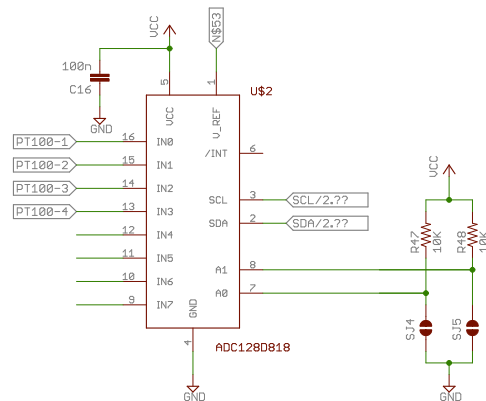 VCC
N$53
100n
C16
GND
5
1
U$2
VCC
V_REF
PT100-1
16
IN0
/INT
6
PT100-2
15
IN1
PT100-3
14
IN2
SCL
3
SCL/2.??
PT100-4
13
IN3
SDA
2
SDA/2.??
12
IN4
11
IN5
A1
8
10
IN6
A0
7
9
IN7
GND
4
ADC128D818
GND
VCC
R47
10K
R48
10K
SJ4
SJ5
GND